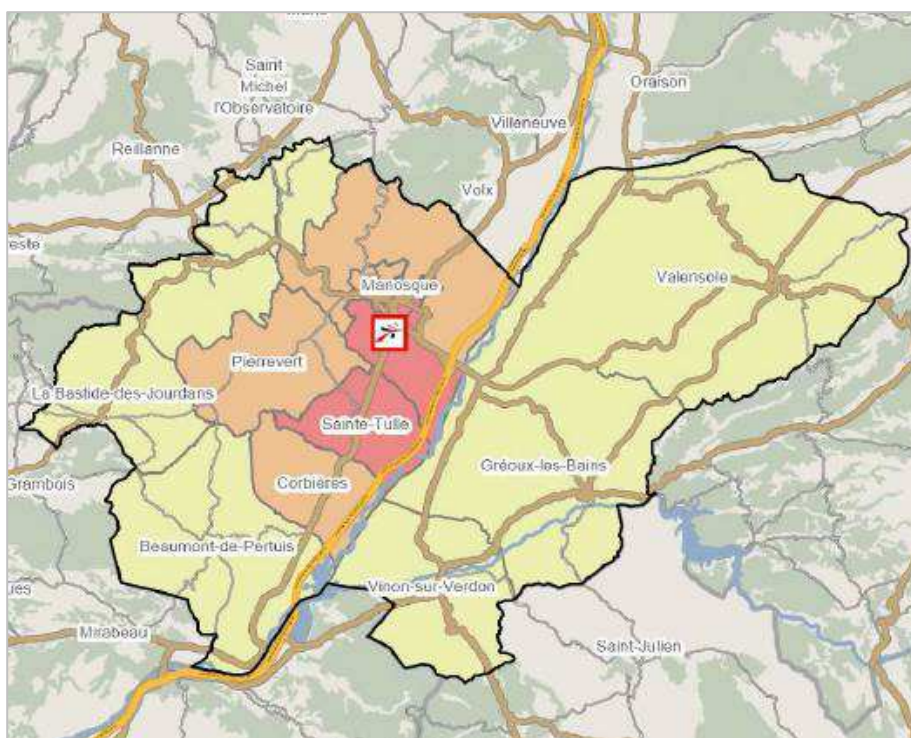 Saint
Michel
l'Observatoire
Oraison
Villeneuve
Reillanne
Volx
Valensole
Manosque
Pierrevert
La Bastide-des-Jourdans
Sainte-Tulle
Gréoux-les-Bains
Corbières
Grambois
Beaumont-de-Pertuis
Vinon-sur-Verdon
Mirabeau
Saint-Julien